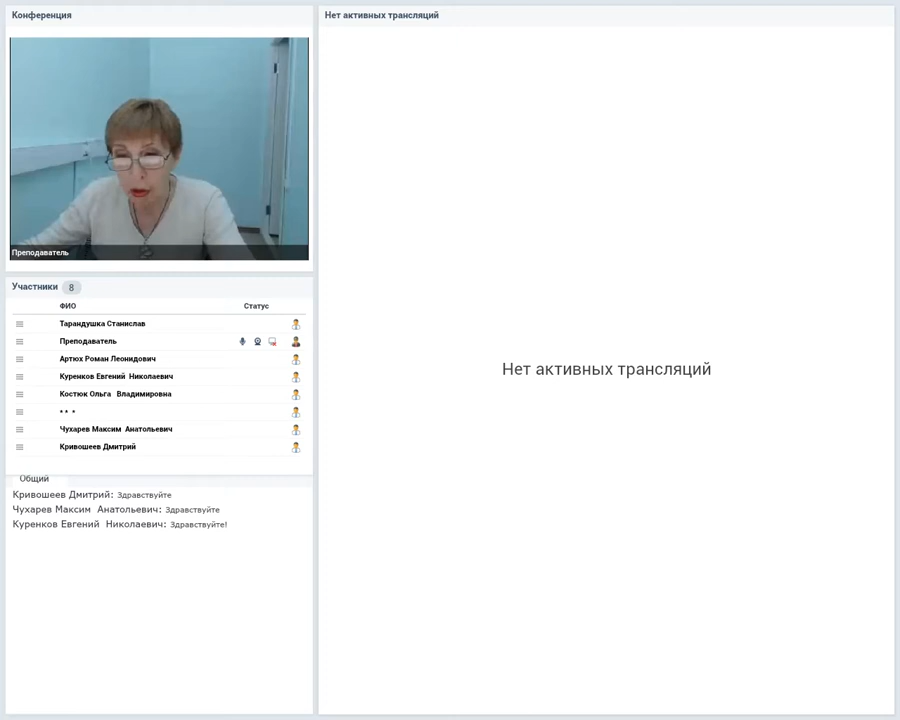 Конференция
Преподаватель
Участники 8
ФИО Статус
Тарандушка Станислав
Преподаватель
Артюх Роман Леонидович
Куренков Евгений Николаевич
Костюк Ольга Владимировна
* * *
Чухарев Максим Анатольевич
Кривошеев Дмитрий
Общий
Кривошеев Дмитрий: Здравствуйте
Чухарев Максим Анатольевич: Здравствуйте
Куренков Евгений Николаевич: Здравствуйте!
Нет активных трансляций
Нет активных трансляций